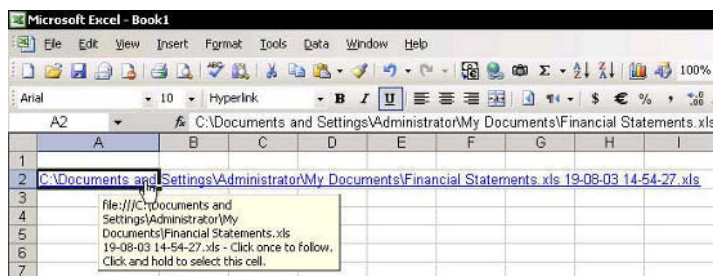 Microsoft Excel - Book1
File Edit View Insert Format Tools Data Window Help
Σ 100%
Arial 10 Hyperlink B I U $ € % ,
A2 fx C:\Documents and Settings\Administrator\My Documents\Financial Statements.xls
A B C D E F G H I
1
2 C:\Documents and Settings\Administrator\My Documents\Financial Statements.xls 19-08-03 14-54-27.xls
3
file:///C:\Documents and
4
Settings\Administrator\My
5
Documents\Financial Statements.xls
19-08-03 14-54-27.xls - Click once to follow.
6
Click and hold to select this cell.
7